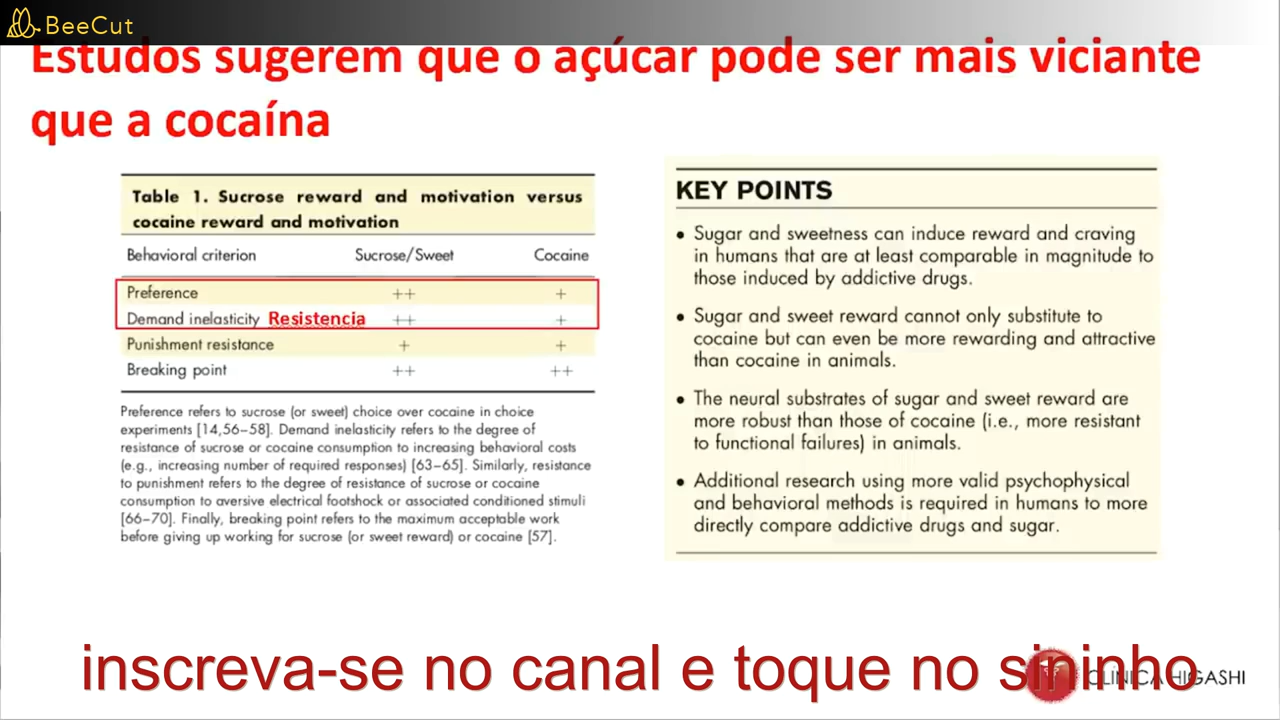 BeeCut
Estudos sugerem que o açúcar pode ser mais viciante
que a cocaína
Table 1. Sucrose reward and motivation versus
cocaine reward and motivation
Behavioral criterion Sucrose/Sweet Cocaine
Preference ++ +
Demand inelasticity Resistencia ++ +
Punishment resistance + +
Breaking point ++ ++
Preference refers to sucrose (or sweet) choice over cocaine in choice
experiments [14,56–58]. Demand inelasticity refers to the degree of
resistance of sucrose or cocaine consumption to increasing behavioral costs
(e.g., increasing number of required responses) [63–65]. Similarly, resistance
to punishment refers to the degree of resistance of sucrose or cocaine
consumption to aversive electrical footshock or associated conditioned stimuli
[66–70]. Finally, breaking point refers to the maximum acceptable work
before giving up working for sucrose (or sweet reward) or cocaine [57].
KEY POINTS
• Sugar and sweetness can induce reward and craving
in humans that are at least comparable in magnitude to
those induced by addictive drugs.
• Sugar and sweet reward cannot only substitute to
cocaine but can even be more rewarding and attractive
than cocaine in animals.
• The neural substrates of sugar and sweet reward are
more robust than those of cocaine (i.e., more resistant
to functional failures) in animals.
• Additional research using more valid psychophysical
and behavioral methods is required in humans to more
directly compare addictive drugs and sugar.
inscreva-se no canal e toque no sininho
CLÍNICA HIGASHI